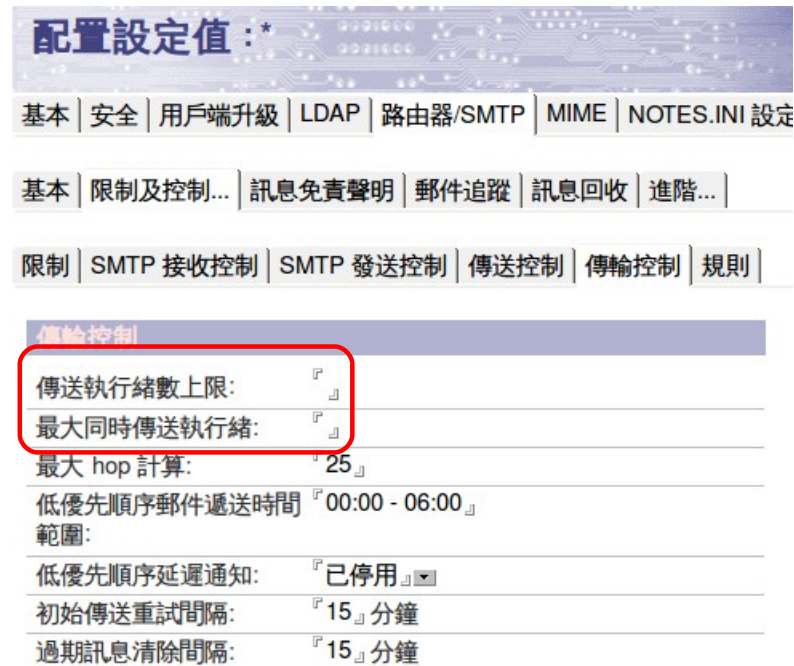 配置設定值 :*
基本 安全 用戶端升級 LDAP 路由器/SMTP MIME NOTES.INI 設定
基本 限制及控制... 訊息免責聲明 郵件追蹤 訊息回收 進階...
限制 SMTP 接收控制 SMTP 發送控制 傳送控制 傳輸控制 規則
傳輸控制
傳送執行緒數上限: 『 』
最大同時傳送執行緒: 『 』
最大 hop 計算: 『25』
低優先順序郵件遞送時間 『00:00 - 06:00』
範圍:
低優先順序延遲通知: 『已停用』
初始傳送重試間隔: 『15』分鐘
過期訊息清除間隔: 『15』分鐘